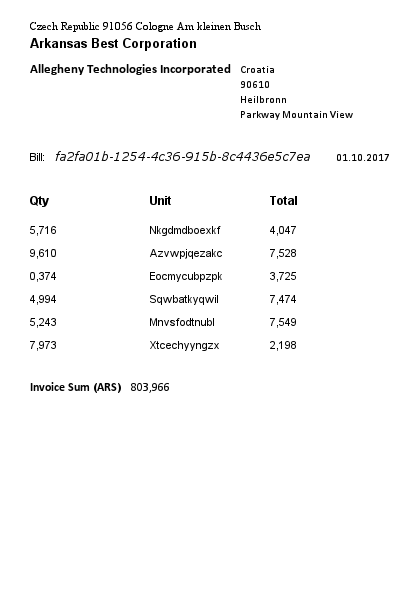 Czech Republic 91056 Cologne Am kleinen Busch
Arkansas Best Corporation
Allegheny Technologies Incorporated Croatia
90610
Heilbronn
Parkway Mountain View
Bill: fa2fa01b-1254-4c36-915b-8c4436e5c7ea 01.10.2017
Qty Unit Total
5,716 Nkgdmdboexkf 4,047
9,610 Azvwpjqezakc 7,528
0,374 Eocmycubpzpk 3,725
4,994 Sqwbatkyqwil 7,474
5,243 Mnvsfodtnubl 7,549
7,973 Xtcechyyngzx 2,198
Invoice Sum (ARS) 803,966